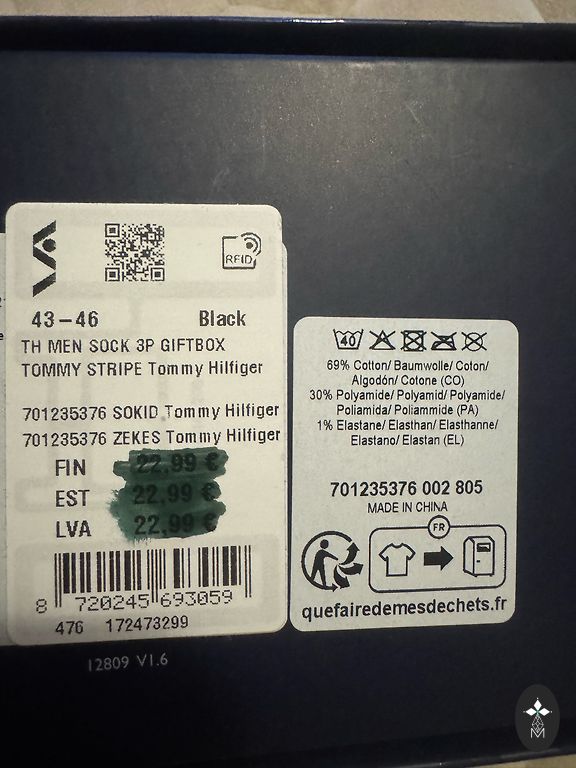 RFID
43-46 Black
TH MEN SOCK 3P GIFTBOX
TOMMY STRIPE Tommy Hilfiger
701235376 SOKID Tommy Hilfiger
701235376 ZEKES Tommy Hilfiger
FIN 22.99 €
EST 22.99 €
LVA 22.99 €
8 720245 693059
476 172473299
12809 V1.6
40
69% Cotton/ Baumwolle/ Coton/
Algodón/ Cotone (CO)
30% Polyamide/ Polyamid/ Polyamide/
Poliamida/ Poliammide (PA)
1% Elastane/ Elasthan/ Elasthanne/
Elastano/ Elastan (EL)
701235376 002 805
MADE IN CHINA
FR
quefairedemesdechets.fr
M